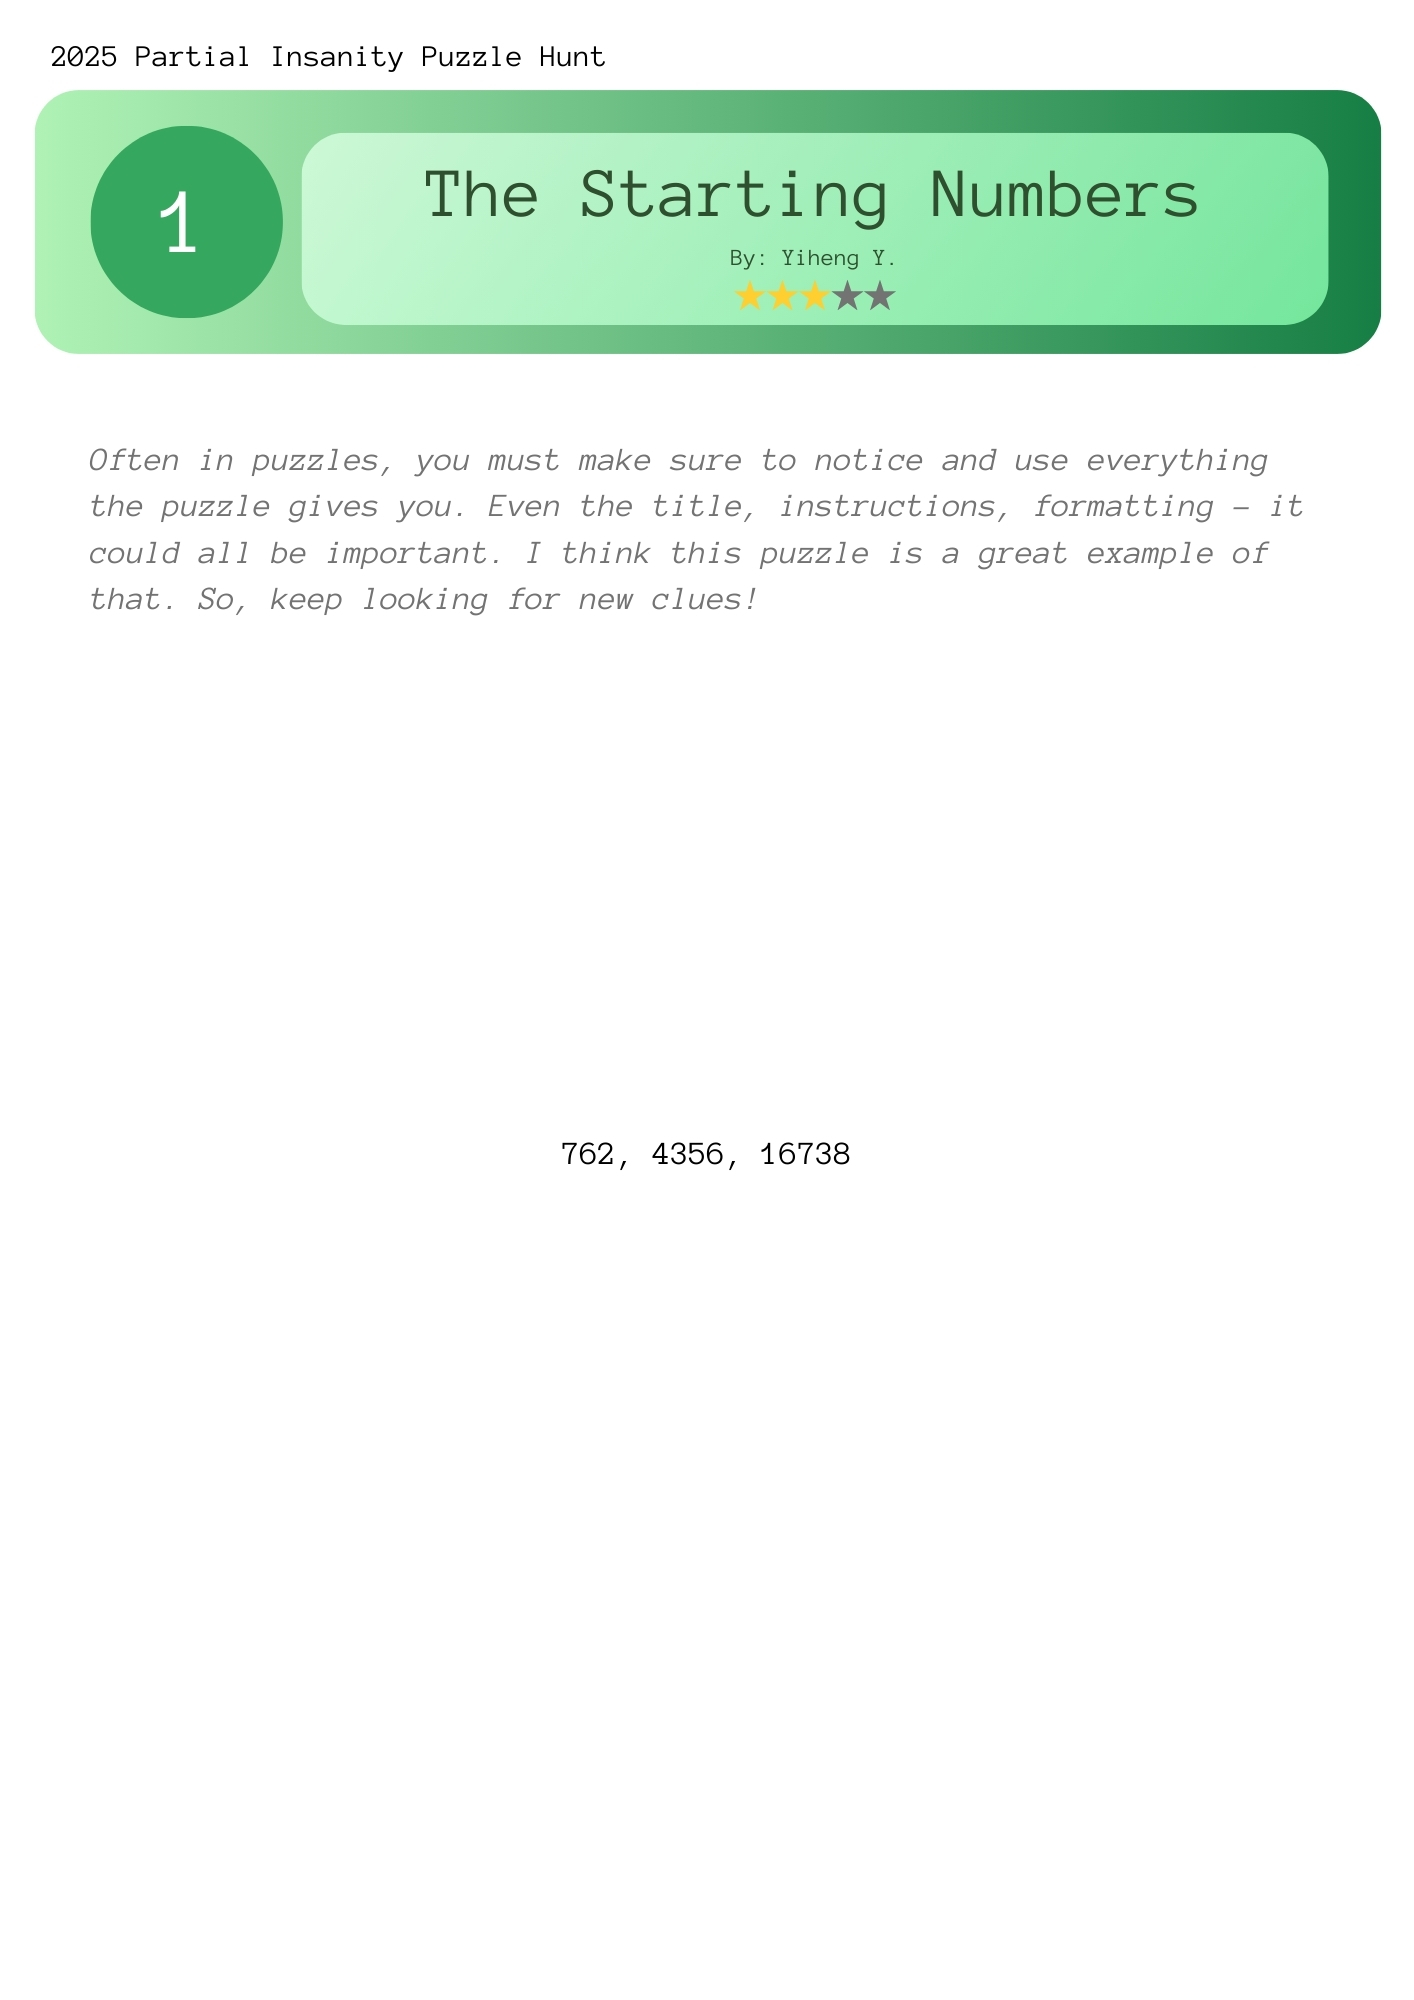 2025 Partial Insanity Puzzle Hunt
1
The Starting Numbers
By: Yiheng Y.
Often in puzzles, you must make sure to notice and use everything
the puzzle gives you. Even the title, instructions, formatting – it
could all be important. I think this puzzle is a great example of
that. So, keep looking for new clues!
762, 4356, 16738